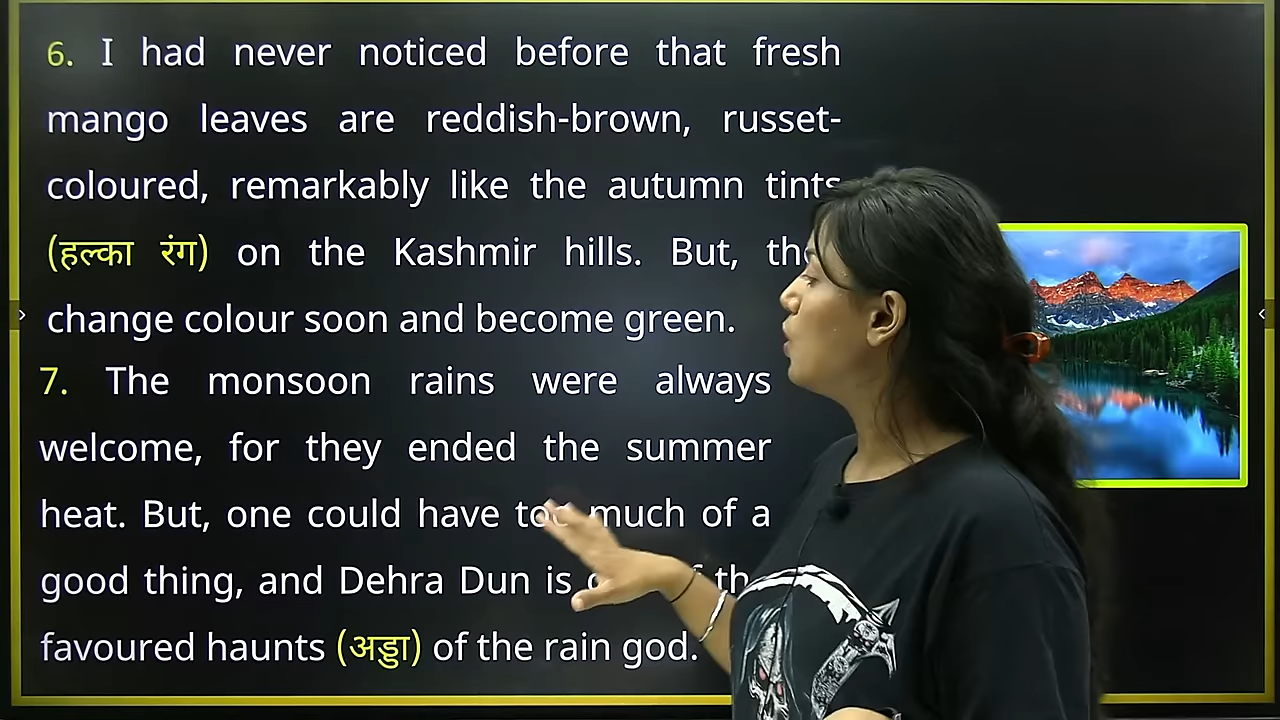 6. I had never noticed before that fresh
mango leaves are reddish-brown, russet-
coloured, remarkably like the autumn tints
(हल्का रंग) on the Kashmir hills. But,
change colour soon and become green.
7. The monsoon rains were always
welcome, for they ended the summer
heat. But, one could have too much of a
good thing, and Dehra Dun is
favoured haunts (अड्डा) of the rain god.